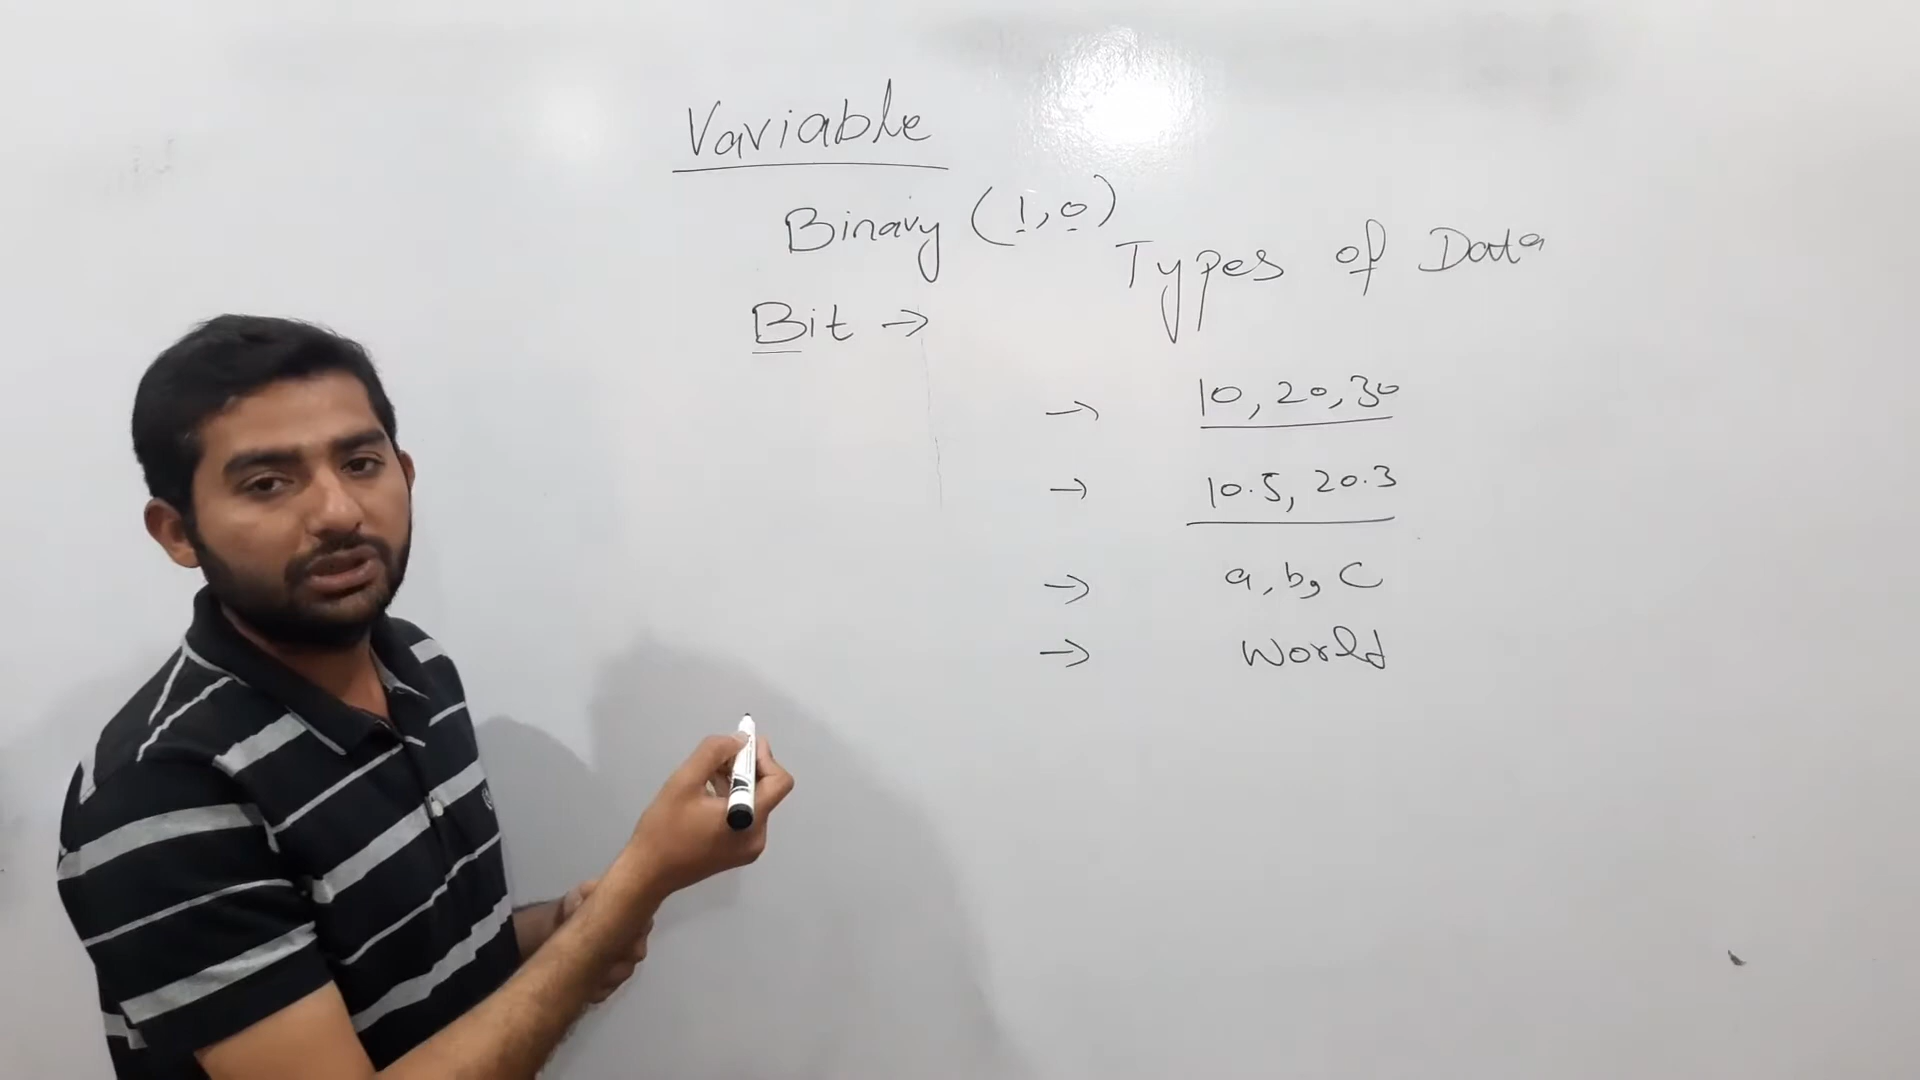 Variable
Binary (1,0)
Types of Data
Bit →
→ 10, 20, 30
→ 10.5, 20.3
→ a, b, c
→ World